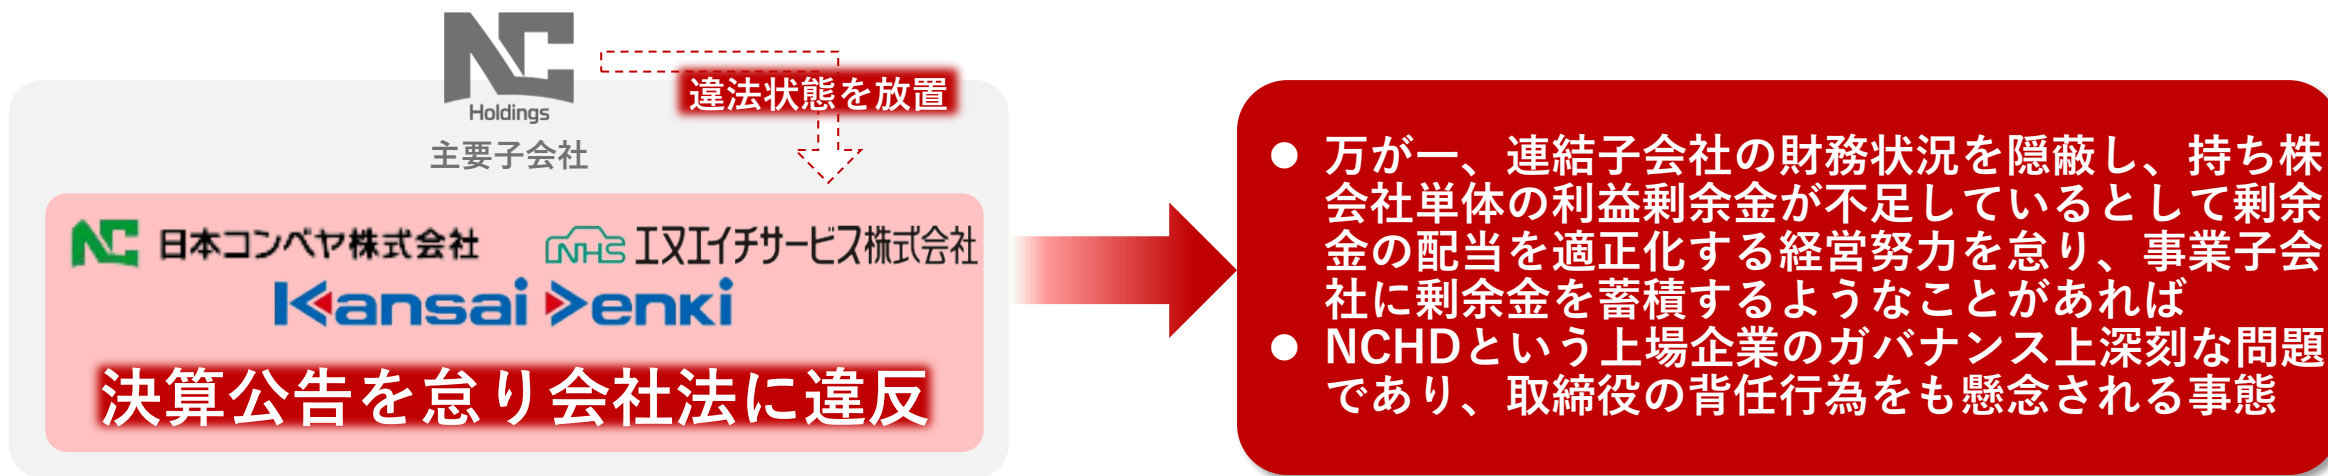 NC
Holdings
違法状態を放置
主要子会社
NC 日本コンベヤ株式会社
NHS エヌエイチサービス株式会社
Kansai Denki
決算公告を怠り会社法に違反
● 万が一、連結子会社の財務状況を隠蔽し、持ち株
会社単体の利益剰余金が不足しているとして剰余
金の配当を適正化する経営努力を怠り、事業子会
社に剰余金を蓄積するようなことがあれば
● NCHDという上場企業のガバナンス上深刻な問題
であり、取締役の背任行為をも懸念される事態